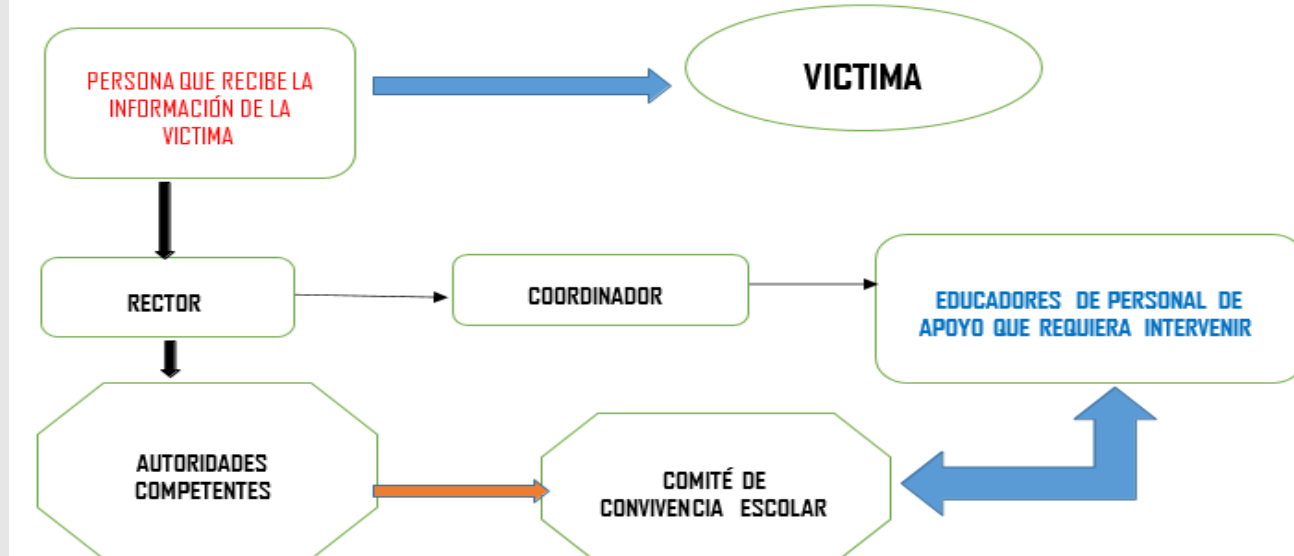 PERSONA QUE RECIBE LA
INFORMACIÓN DE LA
VICTIMA
VICTIMA
RECTOR
COORDINADOR
EDUCADORES DE PERSONAL DE
APOYO QUE REQUIERA INTERVENIR
AUTORIDADES
COMPETENTES
COMITÉ DE
CONVIVENCIA ESCOLAR